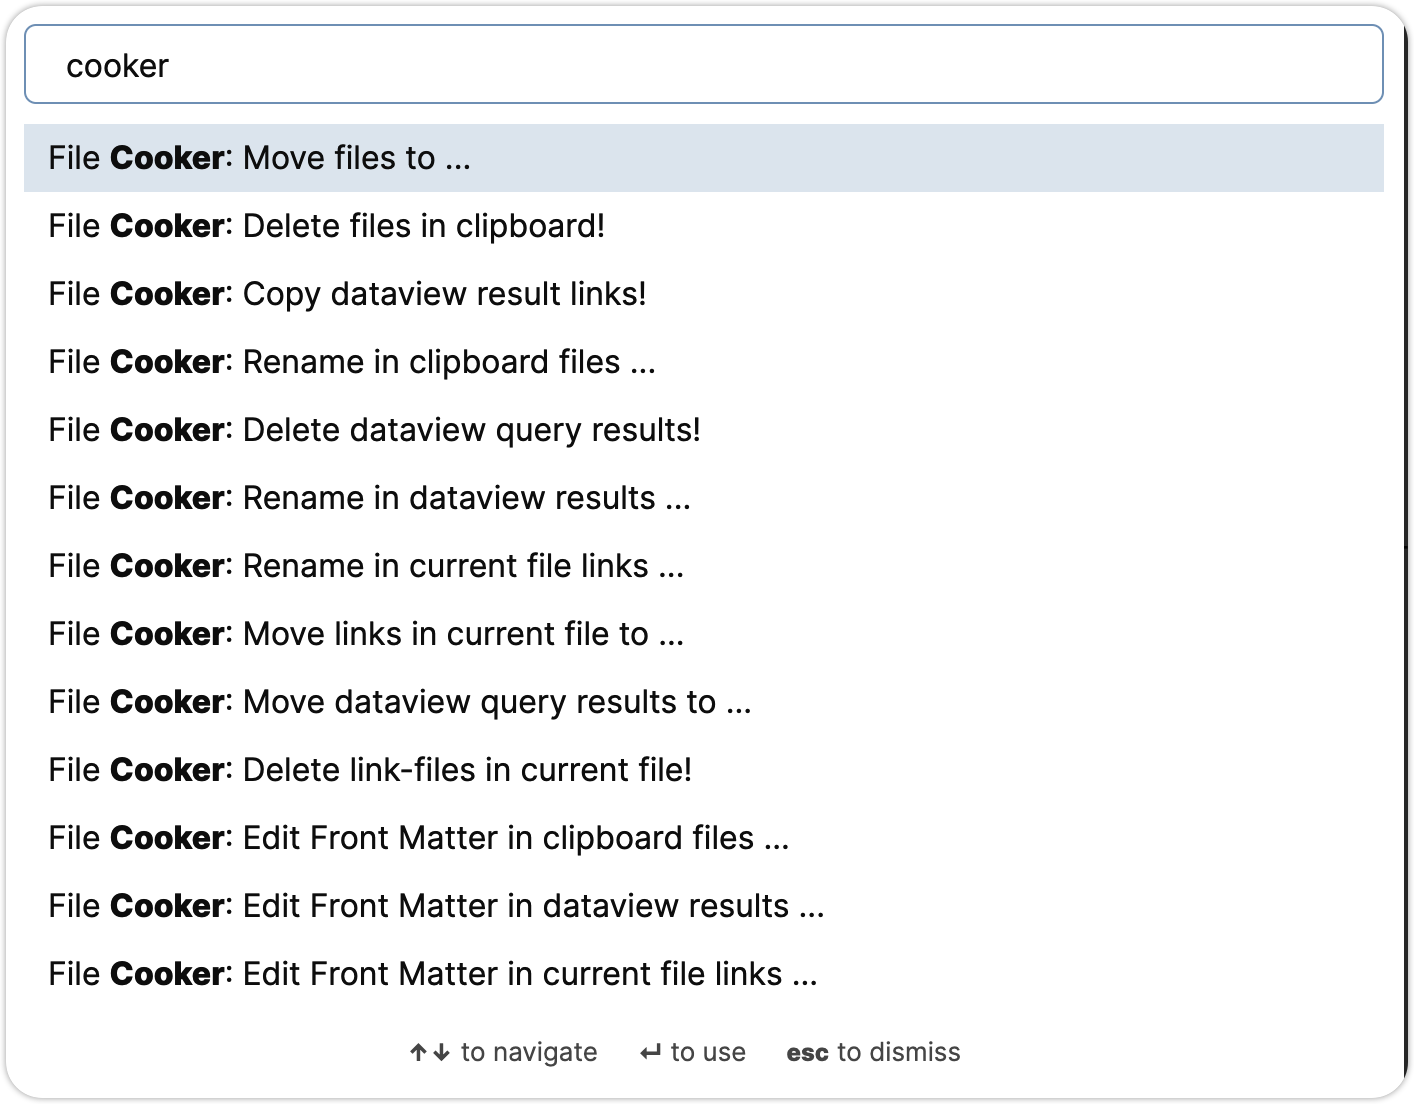 cooker
File Cooker: Move files to ...
File Cooker: Delete files in clipboard!
File Cooker: Copy dataview result links!
File Cooker: Rename in clipboard files ...
File Cooker: Delete dataview query results!
File Cooker: Rename in dataview results ...
File Cooker: Rename in current file links ...
File Cooker: Move links in current file to ...
File Cooker: Move dataview query results to ...
File Cooker: Delete link-files in current file!
File Cooker: Edit Front Matter in clipboard files ...
File Cooker: Edit Front Matter in dataview results ...
File Cooker: Edit Front Matter in current file links ...
↑↓ to navigate ↵ to use esc to dismiss